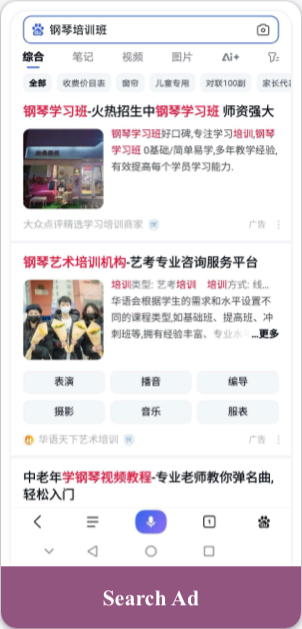 钢琴培训班
综合 笔记 视频 图片 AI+
全部 收费价目表 窗帘 儿童专用 对联100副 家长代
钢琴学习班-火热招生中钢琴学习班 师资强大
钢琴学习班好口碑,专注学习培训,钢琴
学习班 0基础/简单易学,多年教学经验,
有效提高每个学员学习能力.
大众点评精选学习培训商家 广告
钢琴艺术培训机构-艺考专业咨询服务平台
培训类型: 艺考培训 培训方式: 线...
华语会根据学生的需求和水平设置不
同的课程类型,如基础班、提高班、冲
刺班等,拥有经验丰富、专业水 ...更多
表演 播音 编导
摄影 音乐 服表
华语天下艺术培训 广告
中老年学钢琴视频教程-专业老师教你弹名曲,
轻松入门
1
Search Ad